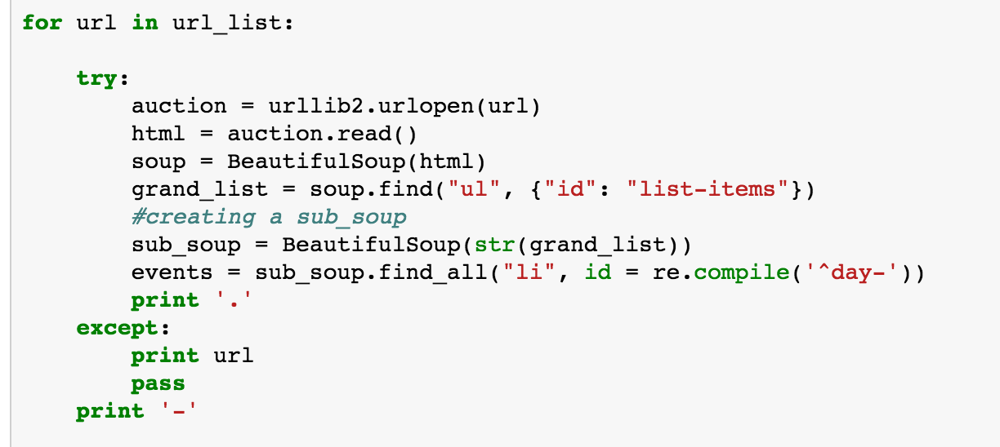 for url in url_list:
    try:
        auction = urllib2.urlopen(url)
        html = auction.read()
        soup = BeautifulSoup(html)
        grand_list = soup.find("ul", {"id": "list-items"})
        #creating a sub_soup
        sub_soup = BeautifulSoup(str(grand_list))
        events = sub_soup.find_all("li", id = re.compile('^day-'))
        print '.'
    except:
        print url
        pass
    print '-'